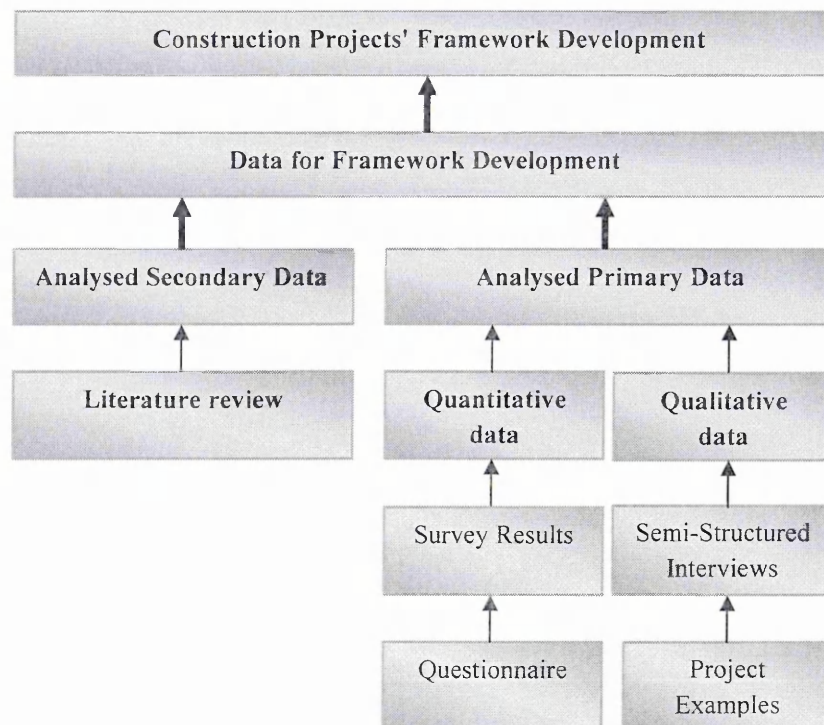 Construction Projects' Framework Development
Data for Framework Development
Analysed Secondary Data
Analysed Primary Data
Literature review
Quantitative
data
Qualitative
data
Survey Results
Semi-Structured
Interviews
Questionnaire
Project
Examples